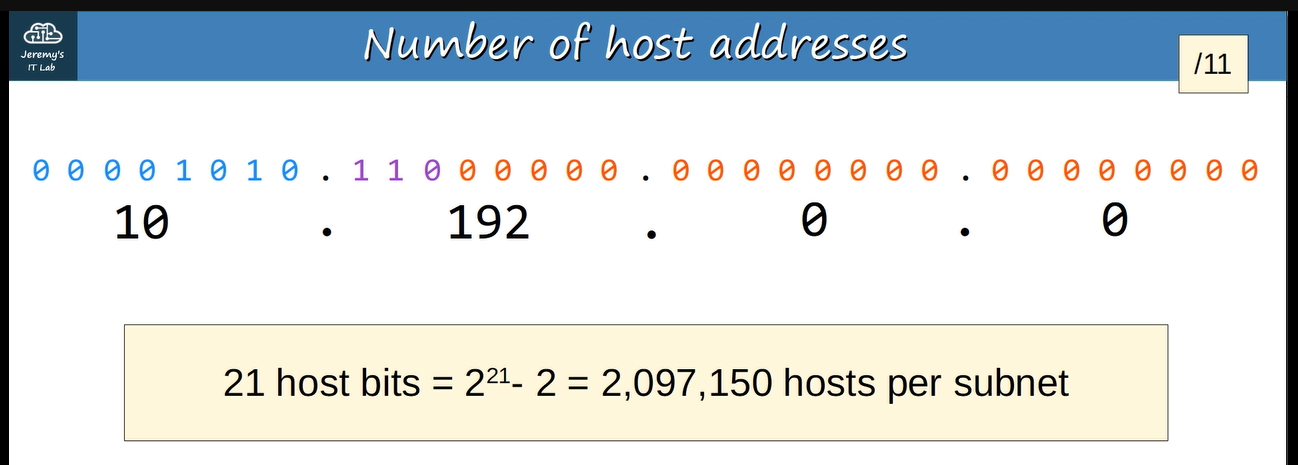 Jeremy's
IT Lab
Number of host addresses
/11
0 0 0 0 1 0 1 0 . 1 1 0 0 0 0 0 0 . 0 0 0 0 0 0 0 0 . 0 0 0 0 0 0 0 0
10 . 192 . 0 . 0
21 host bits = 2²¹- 2 = 2,097,150 hosts per subnet